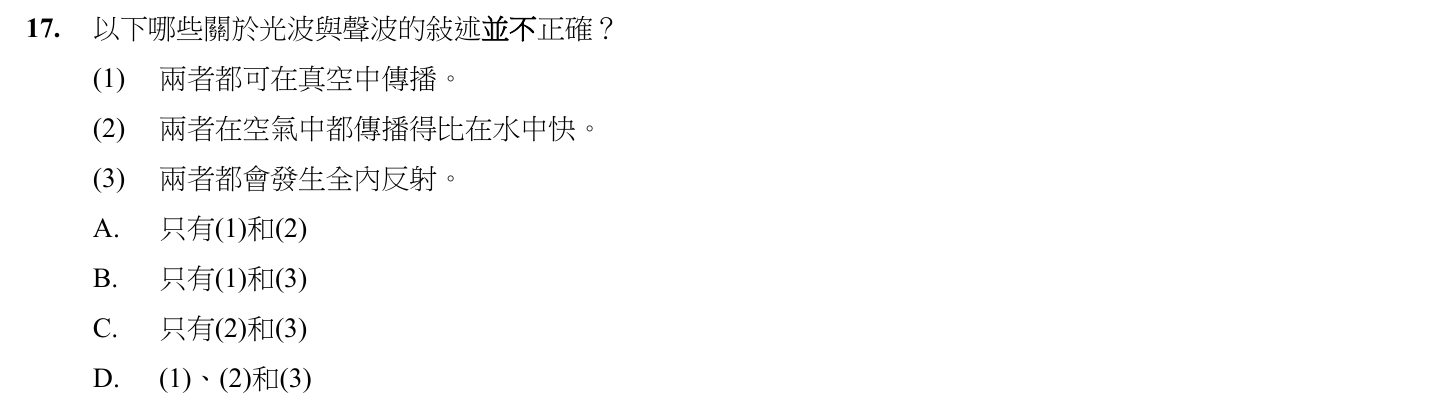 17. 以下哪些關於光波與聲波的敍述並不正確？
(1) 兩者都可在真空中傳播。
(2) 兩者在空氣中都傳播得比在水中快。
(3) 兩者都會發生全內反射。
A. 只有(1)和(2)
B. 只有(1)和(3)
C. 只有(2)和(3)
D. (1)、(2)和(3)